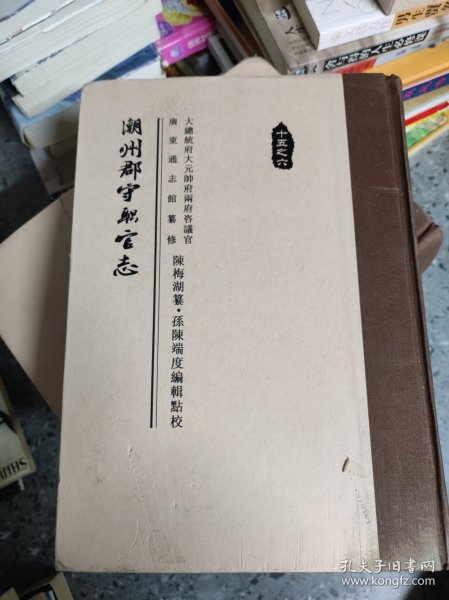 十五之六
大總統府大元帥府兩府咨議官
廣東通志館纂修
陳梅湖纂·孫陳端度編輯點校
潮州郡守職官志
孔夫子旧书网
www.kongfz.com